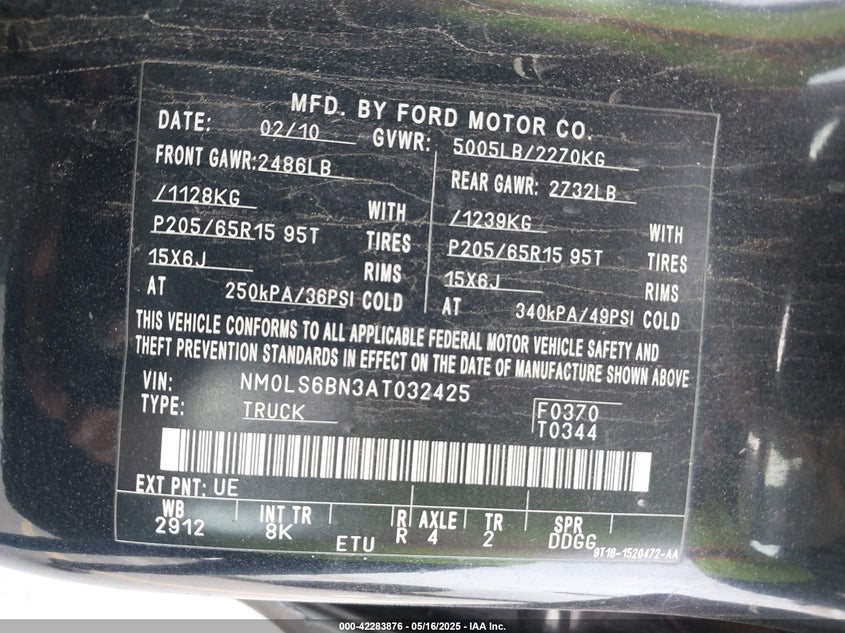 MFD. BY FORD MOTOR CO.
DATE: 02/10 GVWR: 5005LB/2270KG
FRONT GAWR: 2486LB REAR GAWR: 2732LB
/1128KG WITH /1239KG WITH
P205/65R15 95T TIRES P205/65R15 95T TIRES
15X6J RIMS 15X6J RIMS
AT 250kPA/36PSI COLD AT 340kPA/49PSI COLD
THIS VEHICLE CONFORMS TO ALL APPLICABLE FEDERAL MOTOR VEHICLE SAFETY AND
THEFT PREVENTION STANDARDS IN EFFECT ON THE DATE OF MANUFACTURE SHOWN ABOVE
VIN: NM0LS6BN3AT032425
TYPE: TRUCK F0370
T0344
EXT PNT: UE
WB INT TR R AXLE TR SPR
2912 8K R 4 2 DDGG
ETU 9T16-1520472-AA
000-42283876 - 05/16/2025 - IAA Inc.